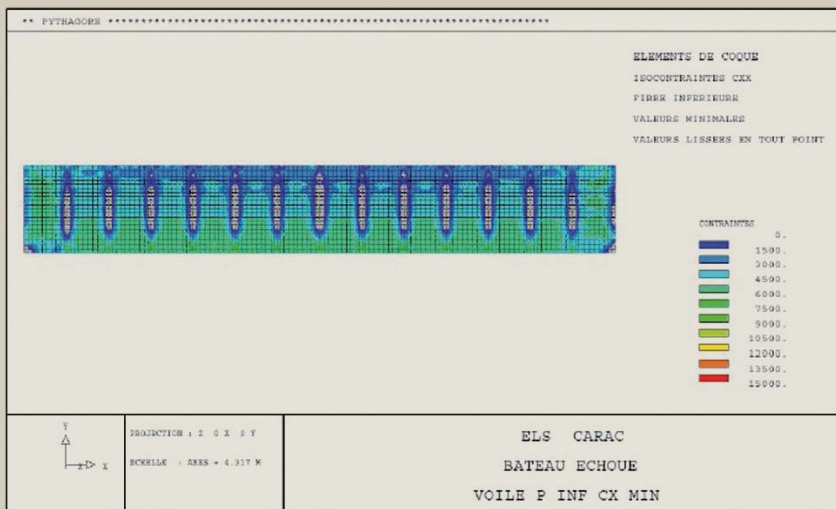 ** PYTHAGORE **********************************************************************
ELEMENTS DE COQUE
ISOCONTRAINTES CXX
FIBRE INFERIEURE
VALEURS MINIMALES
VALEURS LISSEES EN TOUT POINT
CONTRAINTES
0.
1500.
3000.
4500.
6000.
7500.
9000.
10500.
12000.
13500.
15000.
Y
Z X
PROJECTION : Z 0 X 0 Y
ECHELLE : AXES = 4.317 M
ELS CARAC
BATEAU ECHOUE
VOILE P INF CX MIN